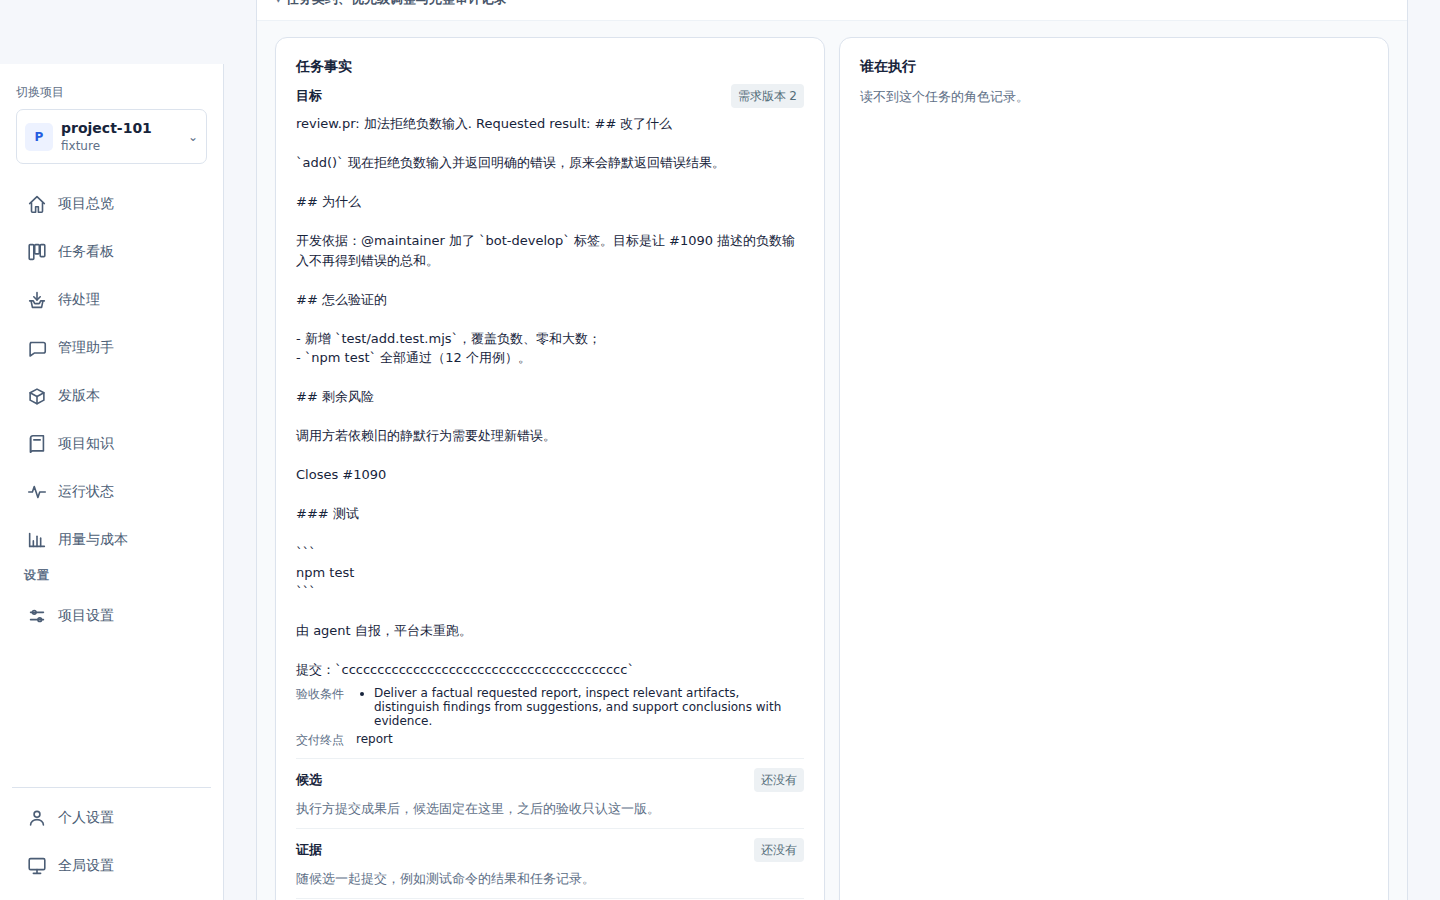 任务契约、优先级调整与完整审计记录
切换项目
P
project-101
fixture
项目总览
任务看板
待处理
管理助手
发版本
项目知识
运行状态
用量与成本
设置
项目设置
个人设置
全局设置
任务事实
目标
需求版本 2
review.pr: 加法拒绝负数输入. Requested result: ## 改了什么
`add()` 现在拒绝负数输入并返回明确的错误，原来会静默返回错误结果。
## 为什么
开发依据：@maintainer 加了 `bot-develop` 标签。目标是让 #1090 描述的负数输
入不再得到错误的总和。
## 怎么验证的
- 新增 `test/add.test.mjs`，覆盖负数、零和大数；
- `npm test` 全部通过（12 个用例）。
## 剩余风险
调用方若依赖旧的静默行为需要处理新错误。
Closes #1090
### 测试
```
npm test
```
由 agent 自报，平台未重跑。
提交：`cccccccccccccccccccccccccccccccccccccccc`
验收条件
• Deliver a factual requested report, inspect relevant artifacts,
distinguish findings from suggestions, and support conclusions with
evidence.
交付终点 report
候选
还没有
执行方提交成果后，候选固定在这里，之后的验收只认这一版。
证据
还没有
随候选一起提交，例如测试命令的结果和任务记录。
谁在执行
读不到这个任务的角色记录。